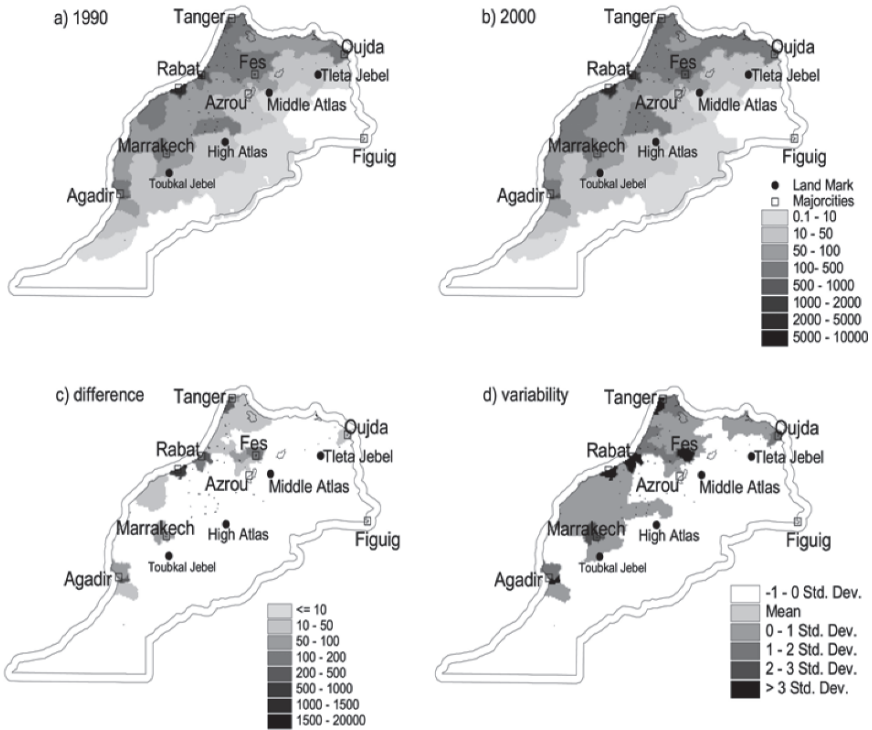 a) 1990
Tanger
Oujda
Rabat
Fes
Tleta Jebel
Azrou
Middle Atlas
Marrakech
High Atlas
Figuig
Toubkal Jebel
Agadir
b) 2000
Tanger
Oujda
Rabat
Fes
Tleta Jebel
Azrou
Middle Atlas
Marrakech
High Atlas
Figuig
Toubkal Jebel
Agadir
Land Mark
Majorcities
0.1 - 10
10 - 50
50 - 100
100- 500
500 - 1000
1000 - 2000
2000 - 5000
5000 - 10000
c) difference
Tanger
Oujda
Rabat
Fes
Tleta Jebel
Azrou
Middle Atlas
Marrakech
High Atlas
Figuig
Toubkal Jebel
Agadir
<= 10
10 - 50
50 - 100
100 - 200
200 - 500
500 - 1000
1000 - 1500
1500 - 20000
d) variability
Tanger
Oujda
Rabat
Fes
Tleta Jebel
Azrou
Middle Atlas
Marrakech
High Atlas
Figuig
Toubkal Jebel
Agadir
-1 - 0 Std. Dev.
Mean
0 - 1 Std. Dev.
1 - 2 Std. Dev.
2 - 3 Std. Dev.
> 3 Std. Dev.